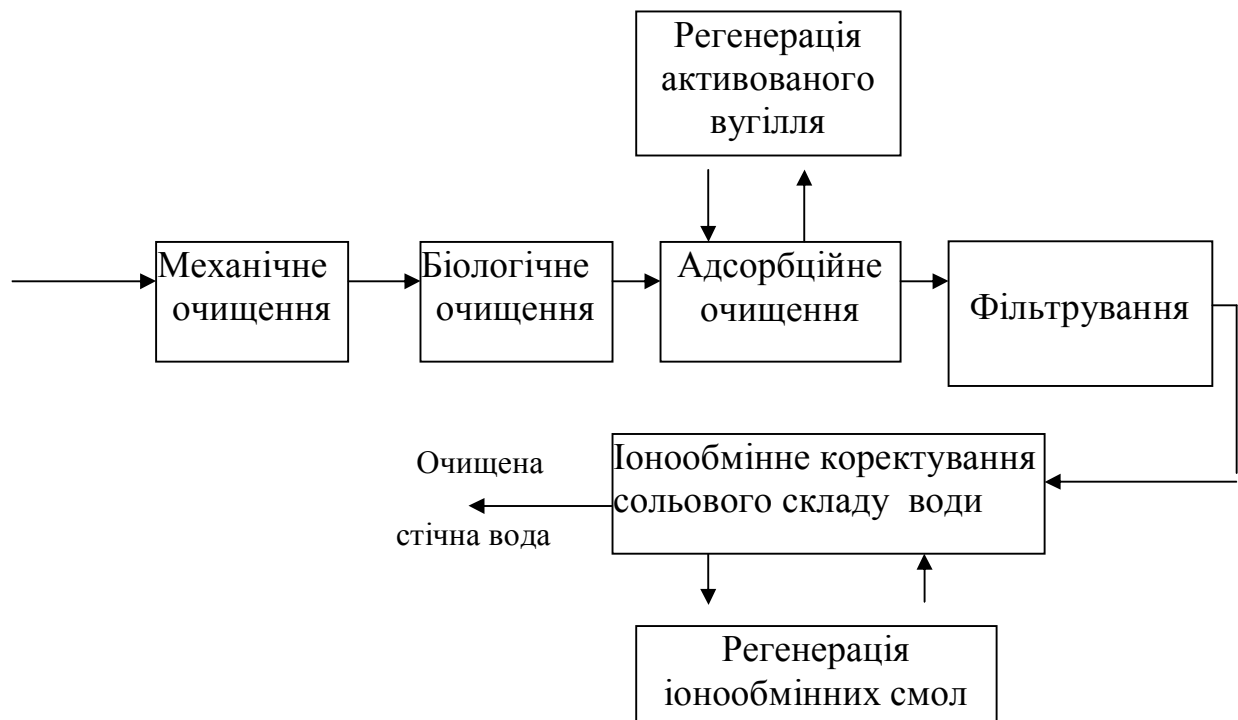 Регенерація
активованого
вугілля
Механічне
очищення
Біологічне
очищення
Адсорбційне
очищення
Фільтрування
Іонообмінне коректування
сольового складу води
Очищена
стічна вода
Регенерація
іонообмінних смол